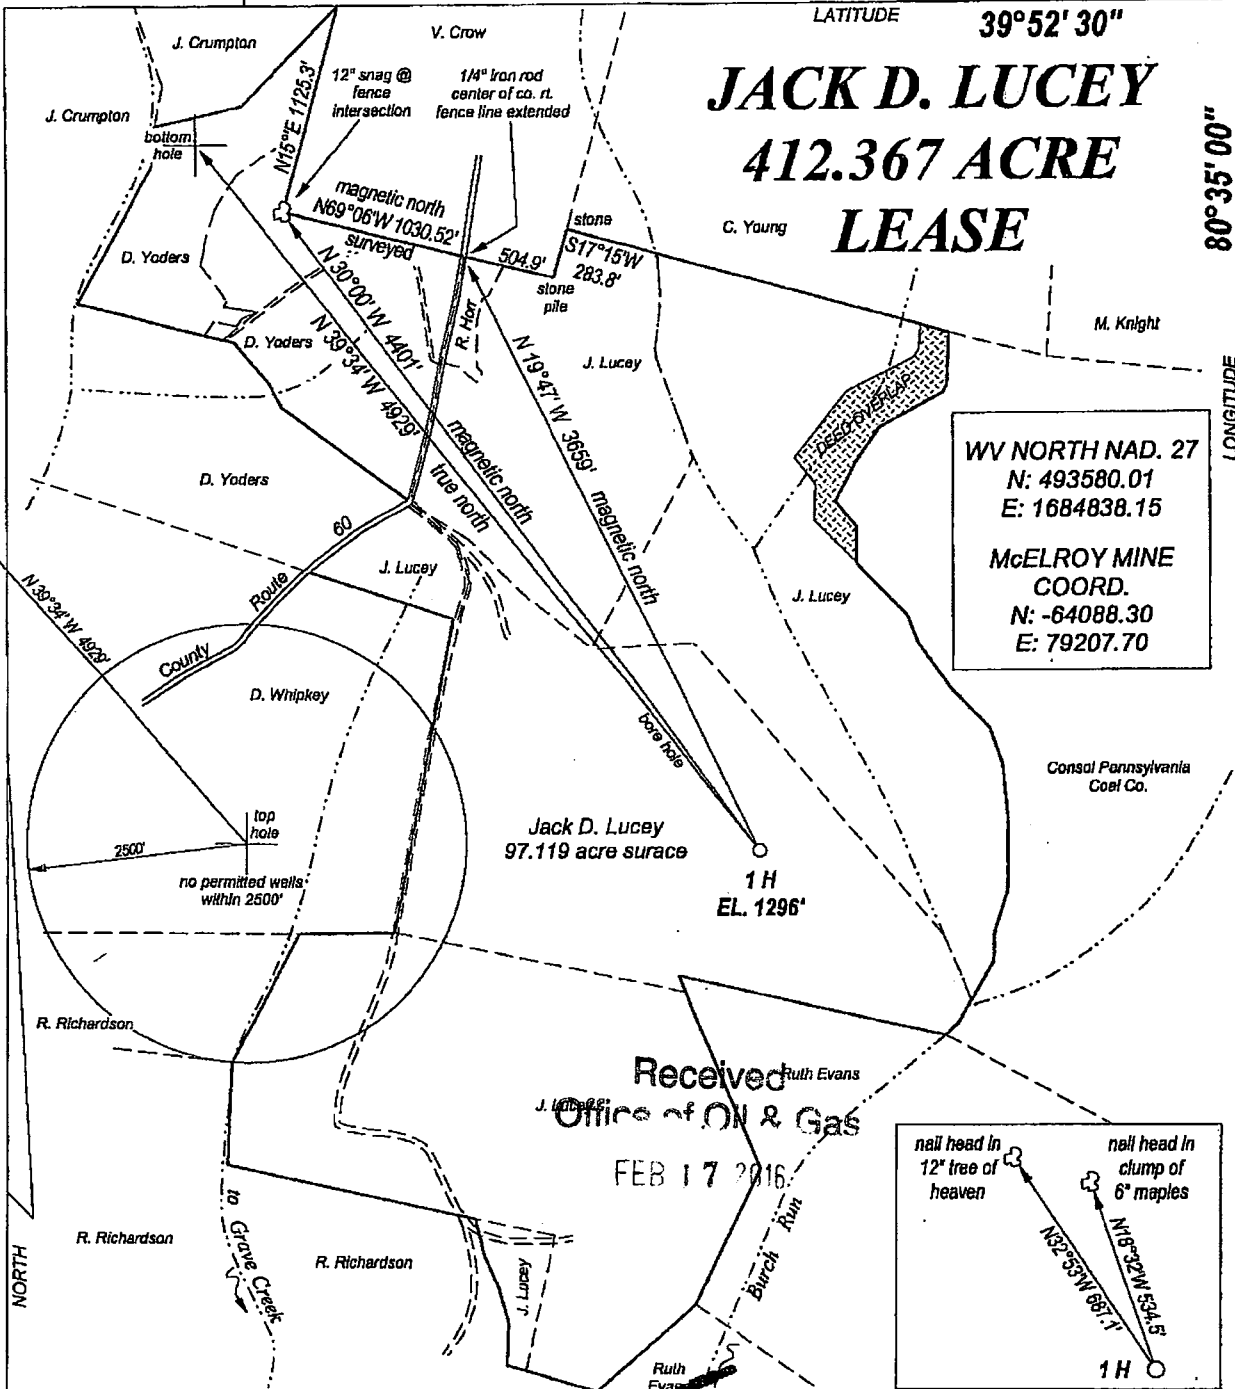 LATITUDE 39°52'30"
JACK D. LUCEY
412.367 ACRE
LEASE
80°35'00"
LONGITUDE
J. Crumpton
V. Crow
12" snag @
fence
intersection
1/4" iron rod
center of co. rt.
fence line extended
J. Crumpton
bottom
hole
N15°E 1125.3'
magnetic north
N69°06'W 1030.52'
surveyed
504.9'
stone
S17°15'W
283.8'
stone
pile
C. Young
D. Yoders
R. Horr
M. Knight
D. Yoders
J. Lucey
N 30°00' W 4401'
magnetic north
N 39°34' W 4929'
true north
N 19°47' W 3659' magnetic north
DEED OVERLAP
WV NORTH NAD. 27
N: 493580.01
E: 1684838.15
McELROY MINE
COORD.
N: -64088.30
E: 79207.70
D. Yoders
J. Lucey
J. Lucey
County Route 60
N 39°34' W 4929'
D. Whipkey
bore hole
Consol Pennsylvania
Coal Co.
top
hole
2500'
no permitted wells
within 2500'
Jack D. Lucey
97.119 acre surace
1 H
EL. 1296'
R. Richardson
Ruth Evans
Received
J. Lucey
Office of Oil & Gas
FEB 17 2016
NORTH
R. Richardson
to Grave Creek
R. Richardson
J. Lucey
Burch Run
Ruth
Evans
nail head in
12" tree of
heaven
nail head in
clump of
6" maples
N32°53'W 687.1'
N18°32'W 534.5'
1 H